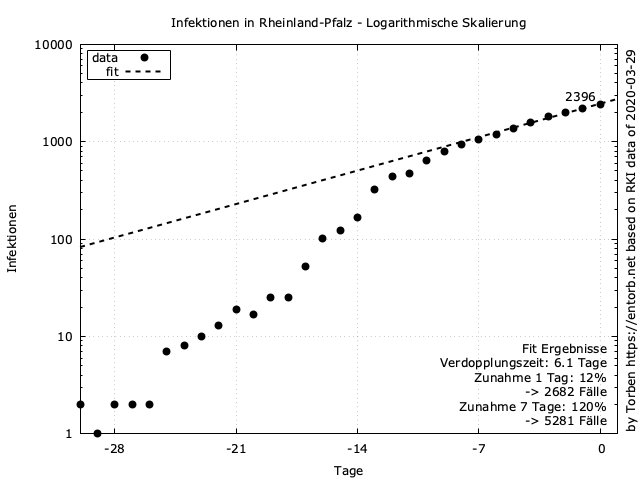 Infektionen in Rheinland-Pfalz - Logarithmische Skalierung
10000
1000
100
10
1
Infektionen
data
fit
2396
Fit Ergebnisse
Verdopplungszeit: 6.1 Tage
Zunahme 1 Tag: 12%
-> 2682 Fälle
Zunahme 7 Tage: 120%
-> 5281 Fälle
-28 -21 -14 -7 0
Tage
by Torben https://entorb.net based on RKI data of 2020-03-29